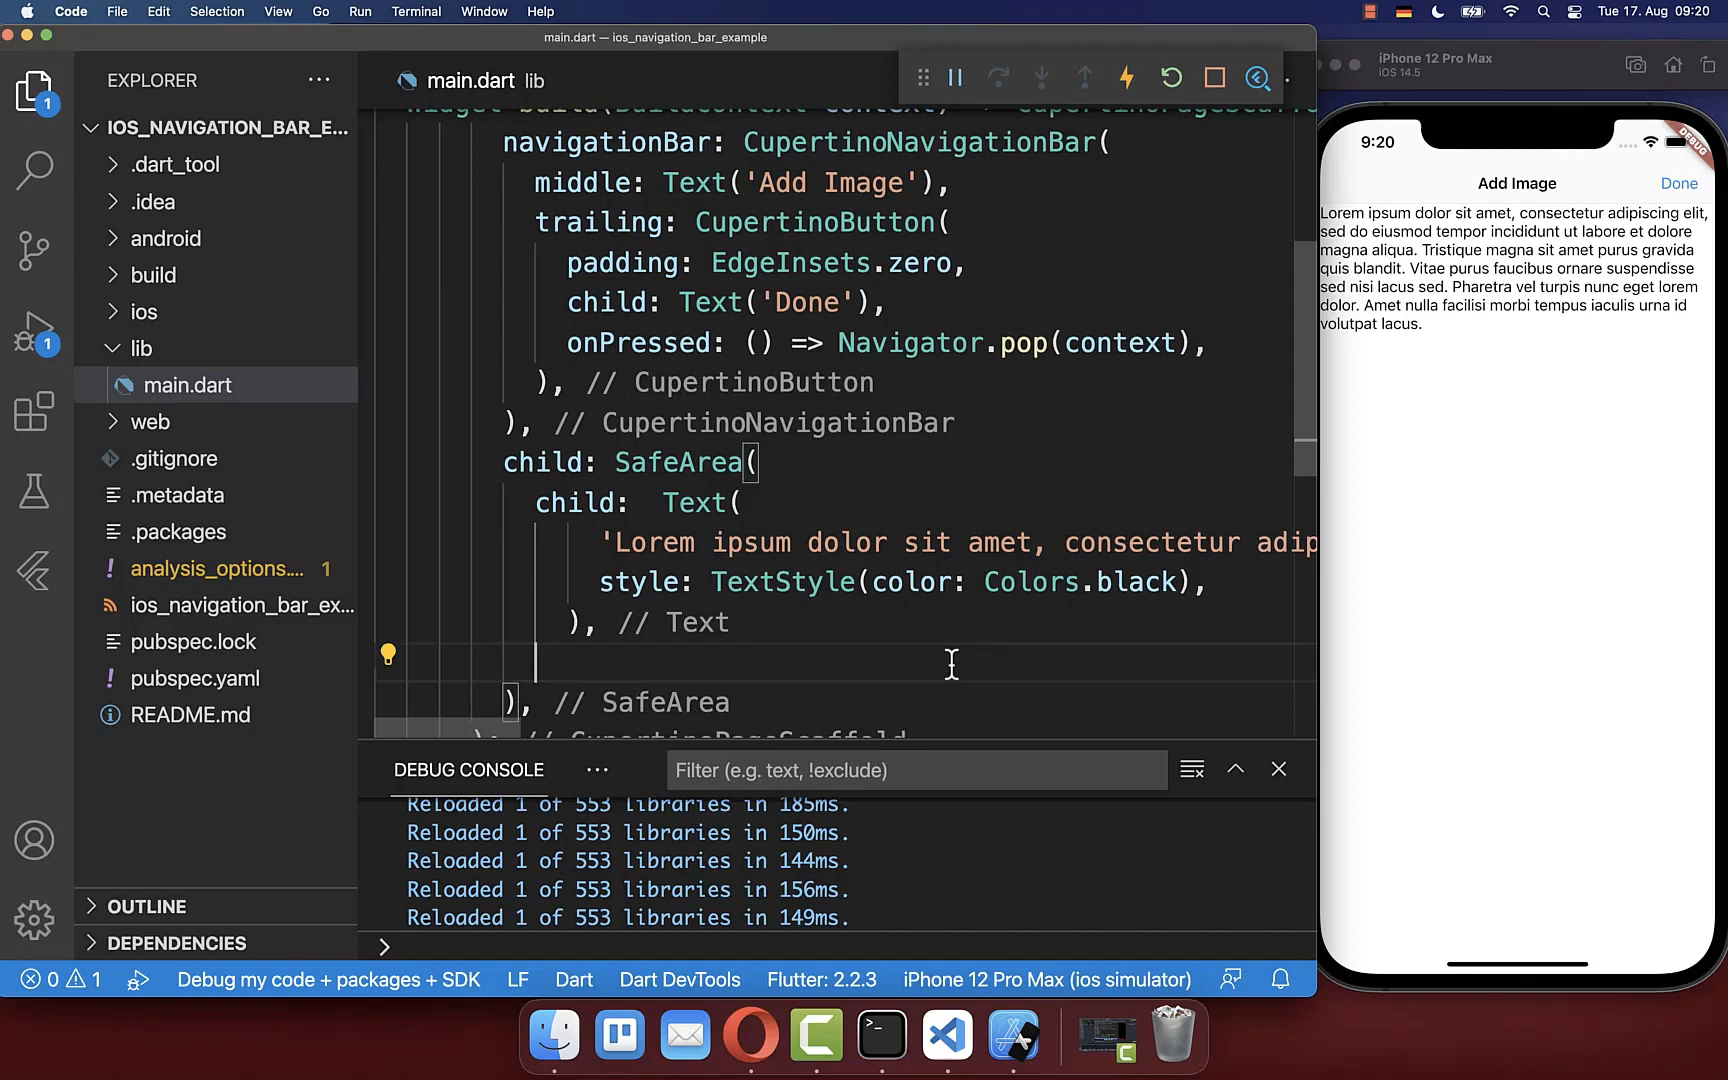 Code File Edit Selection View Go Run Terminal Window Help
Tue 17. Aug 09:20
main.dart — ios_navigation_bar_example
EXPLORER
1
IOS_NAVIGATION_BAR_E...
.dart_tool
.idea
android
build
ios
lib
main.dart
web
.gitignore
.metadata
.packages
analysis_options.... 1
ios_navigation_bar_ex...
pubspec.lock
pubspec.yaml
README.md
OUTLINE
DEPENDENCIES
1
main.dart lib
Widget build(BuildContext context) => CupertinoPageScaffo
navigationBar: CupertinoNavigationBar(
middle: Text('Add Image'),
trailing: CupertinoButton(
padding: EdgeInsets.zero,
child: Text('Done'),
onPressed: () => Navigator.pop(context),
), // CupertinoButton
), // CupertinoNavigationBar
child: SafeArea(
child:  Text(
'Lorem ipsum dolor sit amet, consectetur adip
style: TextStyle(color: Colors.black),
), // Text
), // SafeArea
); // CupertinoPageScaffold
DEBUG CONSOLE
Filter (e.g. text, !exclude)
Reloaded 1 of 553 libraries in 185ms.
Reloaded 1 of 553 libraries in 150ms.
Reloaded 1 of 553 libraries in 144ms.
Reloaded 1 of 553 libraries in 156ms.
Reloaded 1 of 553 libraries in 149ms.
>
0 1 Debug my code + packages + SDK LF Dart Dart DevTools Flutter: 2.2.3 iPhone 12 Pro Max (ios simulator)
iPhone 12 Pro Max
iOS 14.5
9:20
DEBUG
Add Image Done
Lorem ipsum dolor sit amet, consectetur adipiscing elit,
sed do eiusmod tempor incididunt ut labore et dolore
magna aliqua. Tristique magna sit amet purus gravida
quis blandit. Vitae purus faucibus ornare suspendisse
sed nisi lacus sed. Pharetra vel turpis nunc eget lorem
dolor. Amet nulla facilisi morbi tempus iaculis urna id
volutpat lacus.